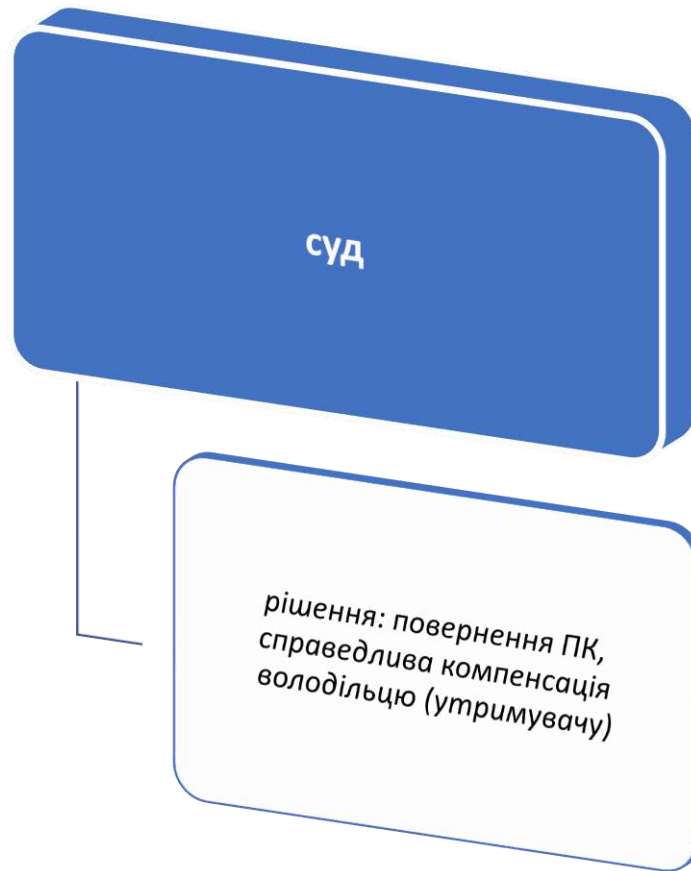 суд
рішення: повернення ПК,
справедлива компенсація
володільцю (утримувачу)